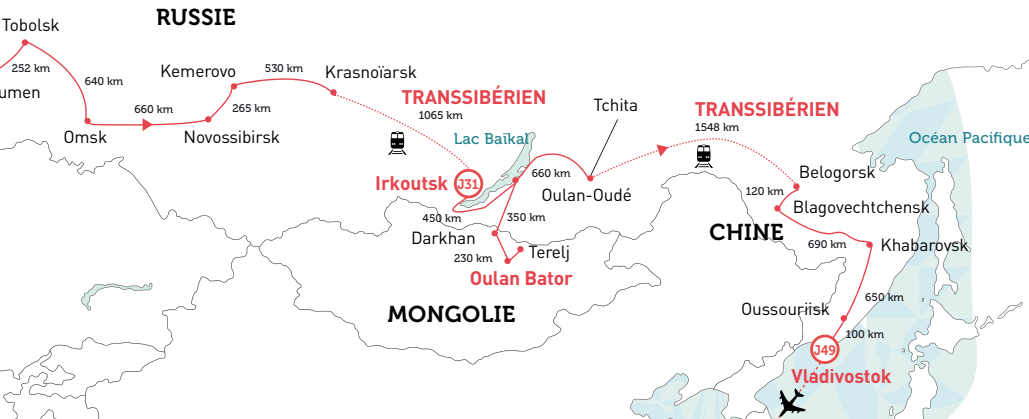 RUSSIE
Tobolsk
252 km
umen
640 km
Omsk
660 km
Kemerovo
265 km
Novossibirsk
530 km
Krasnoïarsk
TRANSSIBÉRIEN
1065 km
Lac Baïkal
Irkoutsk
J31
450 km
Darkhan
350 km
230 km
Terelj
Oulan Bator
MONGOLIE
660 km
Tchita
Oulan-Oudé
TRANSSIBÉRIEN
1548 km
Océan Pacifique
Belogorsk
120 km
Blagovechtchensk
CHINE
690 km
Khabarovsk
650 km
Oussouriisk
100 km
J49
Vladivostok